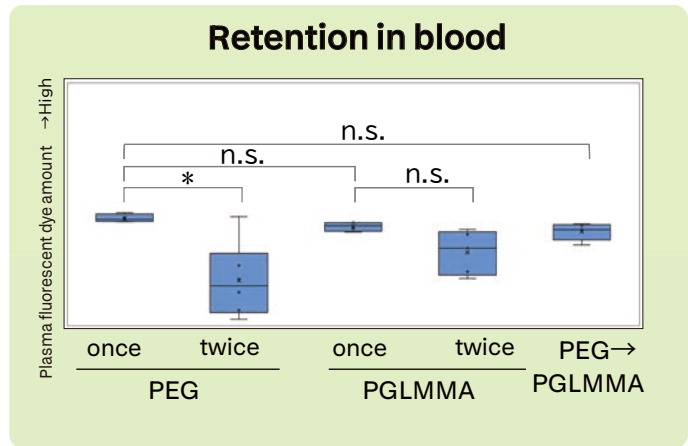 Retention in blood
Plasma fluorescent dye amount →High
n.s.
n.s.
n.s.
*
once twice once twice PEG→
PGLMMA
PEG PGLMMA